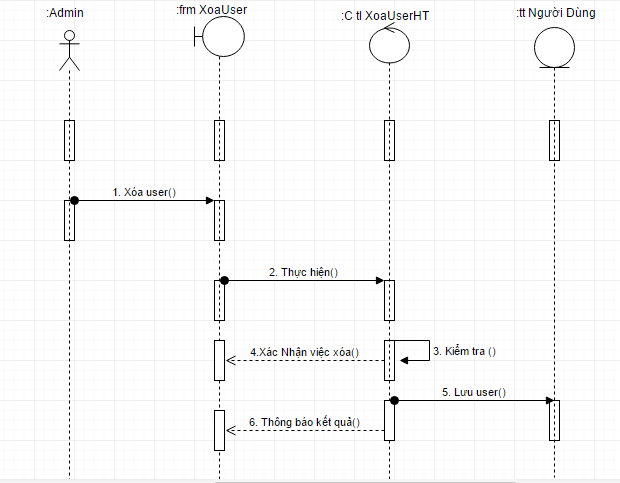 :Admin
:frm XoaUser
:C tl XoaUserHT
:tt Người Dùng
1. Xóa user()
2. Thực hiện()
3. Kiểm tra ()
4.Xác Nhận việc xóa()
5. Lưu user()
6. Thông báo kết quả()